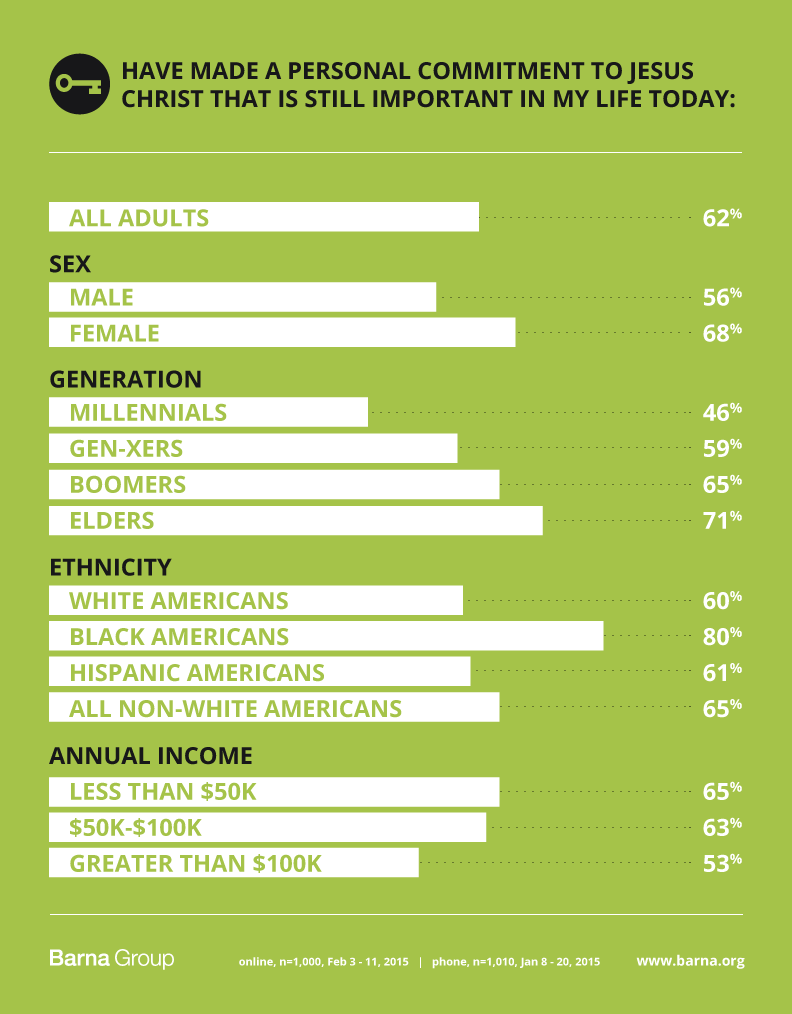 HAVE MADE A PERSONAL COMMITMENT TO JESUS
CHRIST THAT IS STILL IMPORTANT IN MY LIFE TODAY:
ALL ADULTS 62%
SEX
MALE 56%
FEMALE 68%
GENERATION
MILLENNIALS 46%
GEN-XERS 59%
BOOMERS 65%
ELDERS 71%
ETHNICITY
WHITE AMERICANS 60%
BLACK AMERICANS 80%
HISPANIC AMERICANS 61%
ALL NON-WHITE AMERICANS 65%
ANNUAL INCOME
LESS THAN $50K 65%
$50K-$100K 63%
GREATER THAN $100K 53%
Barna Group online, n=1,000, Feb 3 - 11, 2015 | phone, n=1,010, Jan 8 - 20, 2015 www.barna.org